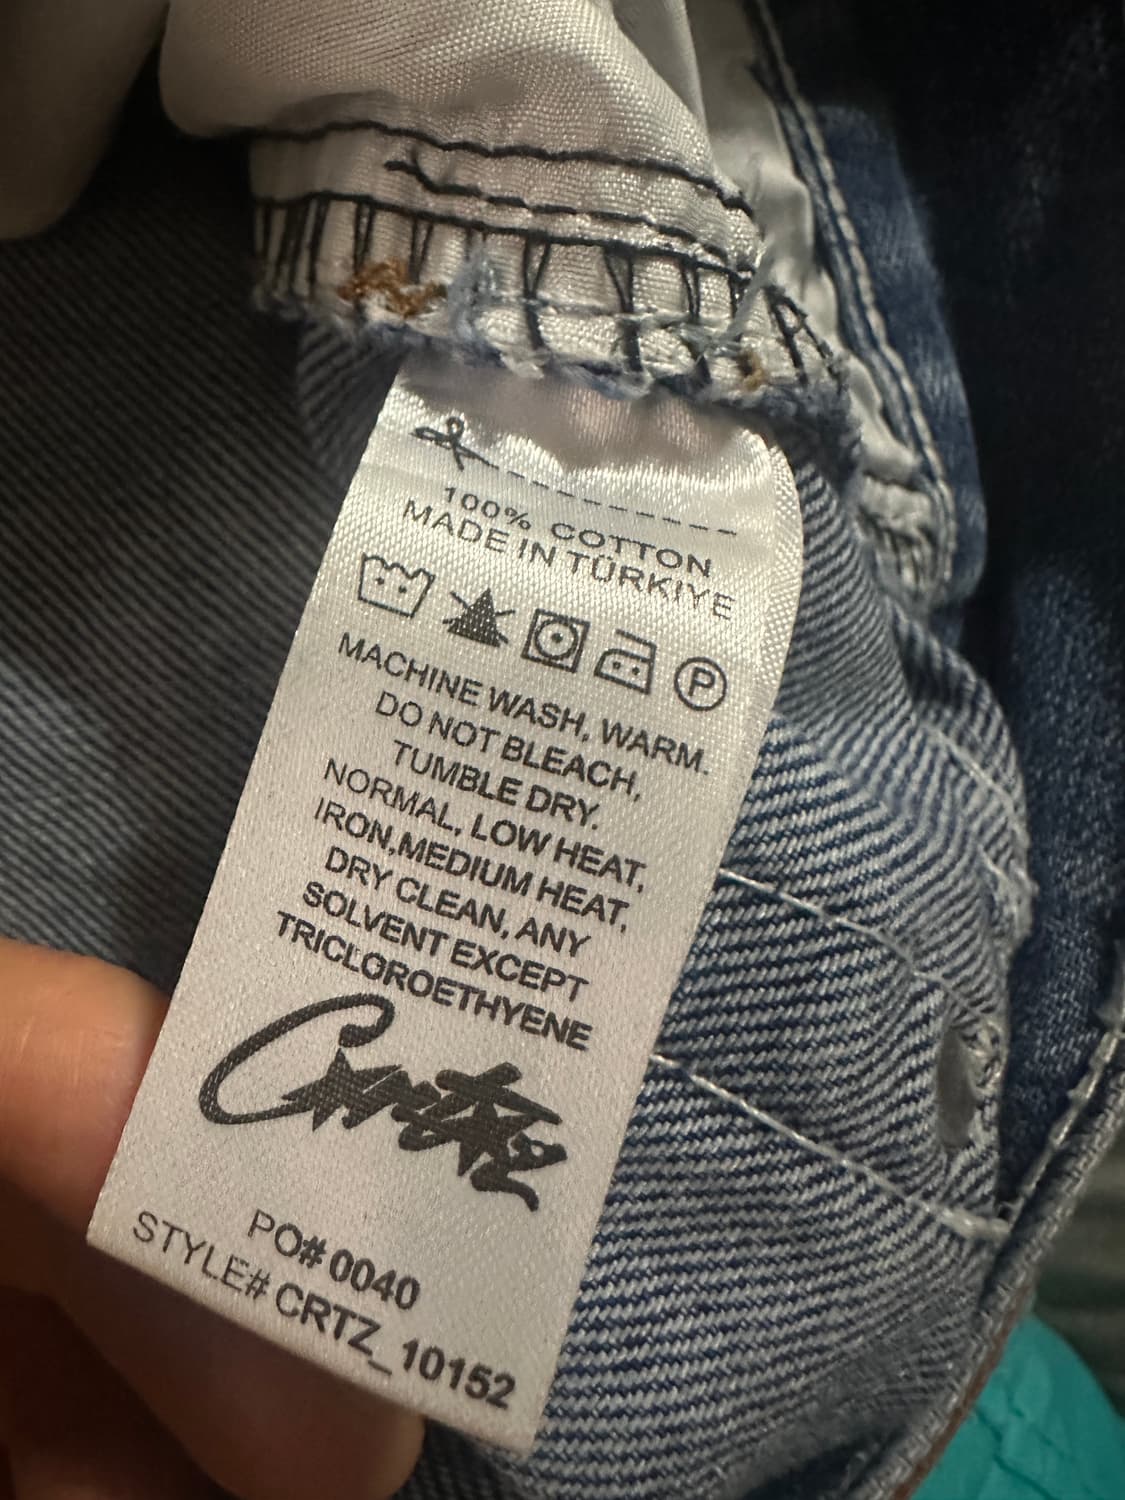 100% COTTON
MADE IN TÜRKIYE
P
MACHINE WASH, WARM.
DO NOT BLEACH,
TUMBLE DRY.
NORMAL, LOW HEAT,
IRON,MEDIUM HEAT,
DRY CLEAN, ANY
SOLVENT EXCEPT
TRICLOROETHYENE
Crtz
PO# 0040
STYLE# CRTZ_10152